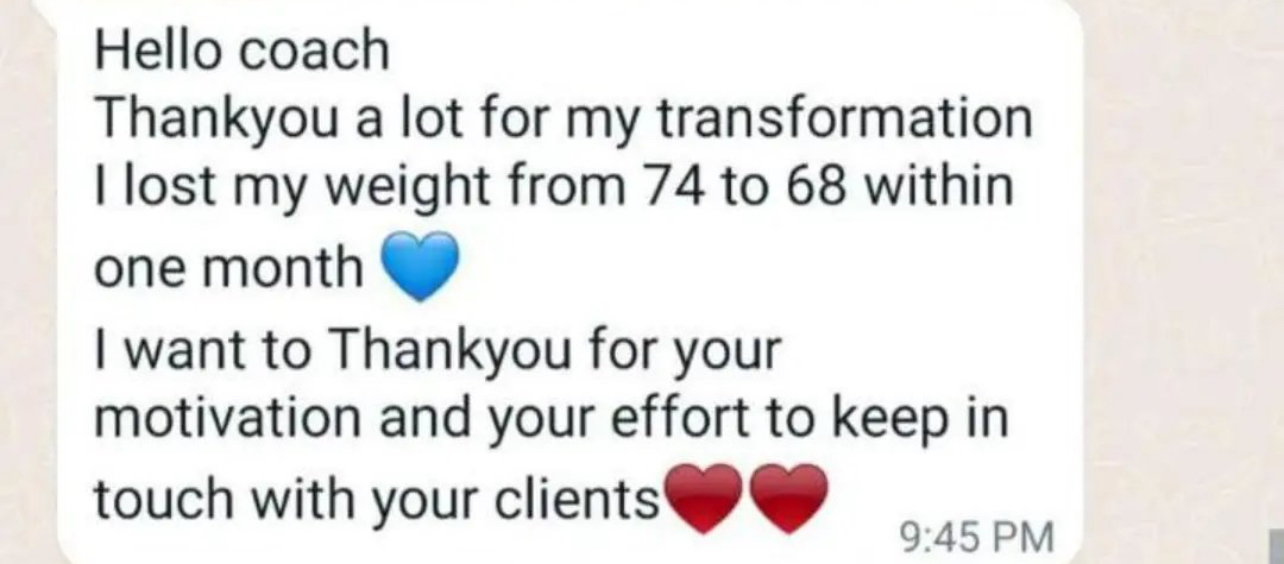 Hello coach
Thankyou a lot for my transformation
I lost my weight from 74 to 68 within
one month 💙
I want to Thankyou for your
motivation and your effort to keep in
touch with your clients❤️❤️
9:45 PM